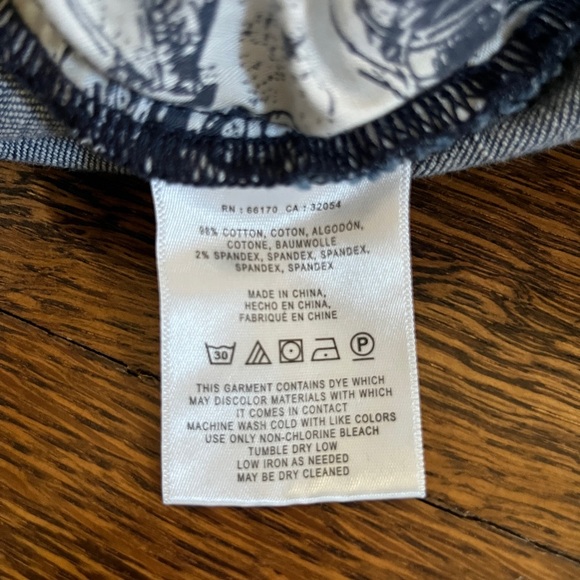 RN : 66170 CA : 32054
98% COTTON, COTON, ALGODÓN,
COTONE, BAUMWOLLE
2% SPANDEX, SPANDEX, SPANDEX,
SPANDEX, SPANDEX
MADE IN CHINA,
HECHO EN CHINA,
FABRIQUÉ EN CHINE
30 P
THIS GARMENT CONTAINS DYE WHICH
MAY DISCOLOR MATERIALS WITH WHICH
IT COMES IN CONTACT
MACHINE WASH COLD WITH LIKE COLORS
USE ONLY NON-CHLORINE BLEACH
TUMBLE DRY LOW
LOW IRON AS NEEDED
MAY BE DRY CLEANED